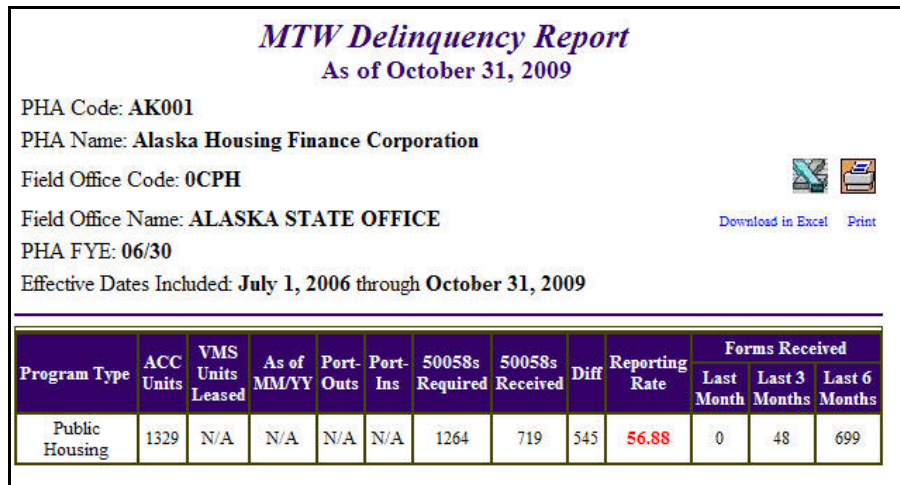 MTW Delinquency Report
As of October 31, 2009
PHA Code: AK001
PHA Name: Alaska Housing Finance Corporation
Field Office Code: 0CPH
Field Office Name: ALASKA STATE OFFICE
Download in Excel Print
PHA FYE: 06/30
Effective Dates Included: July 1, 2006 through October 31, 2009
Program Type ACC Units VMS Units Leased As of MM/YY Port-Outs Port-Ins 50058s Required 50058s Received Diff Reporting Rate Forms Received
Last Month Last 3 Months Last 6 Months
Public Housing 1329 N/A N/A N/A N/A 1264 719 545 56.88 0 48 699